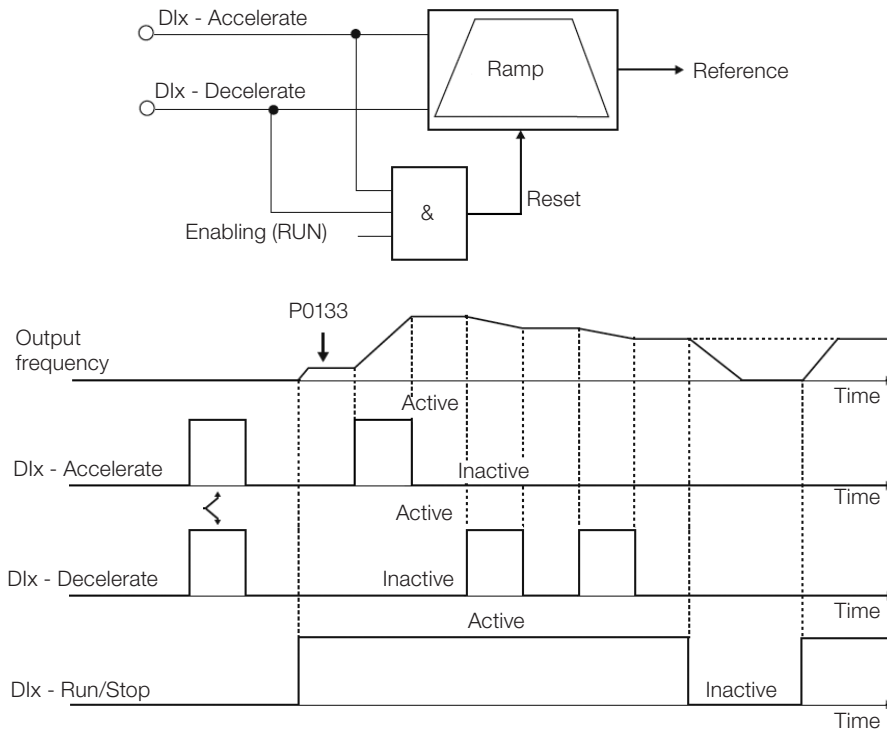 DIx - Accelerate
Ramp
Reference
DIx - Decelerate
&
Reset
Enabling (RUN)
P0133
Output
frequency
Time
Active
DIx - Accelerate
Inactive
Time
Active
DIx - Decelerate
Inactive
Time
Active
DIx - Run/Stop
Inactive
Time